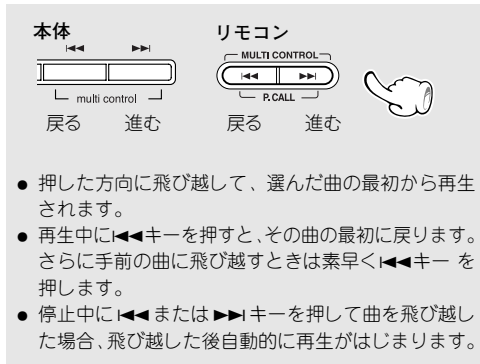 本体 リモコン
MULTI CONTROL
multi control P.CALL
戻る 進む 戻る 進む
● 押した方向に飛び越して、選んだ曲の最初から再生
されます。
● 再生中に⏮キーを押すと、その曲の最初に戻ります。
さらに手前の曲に飛び越すときは素早く⏮キー を
押します。
● 停止中に⏮または⏭キーを押して曲を飛び越し
た場合、飛び越した後自動的に再生がはじまります。